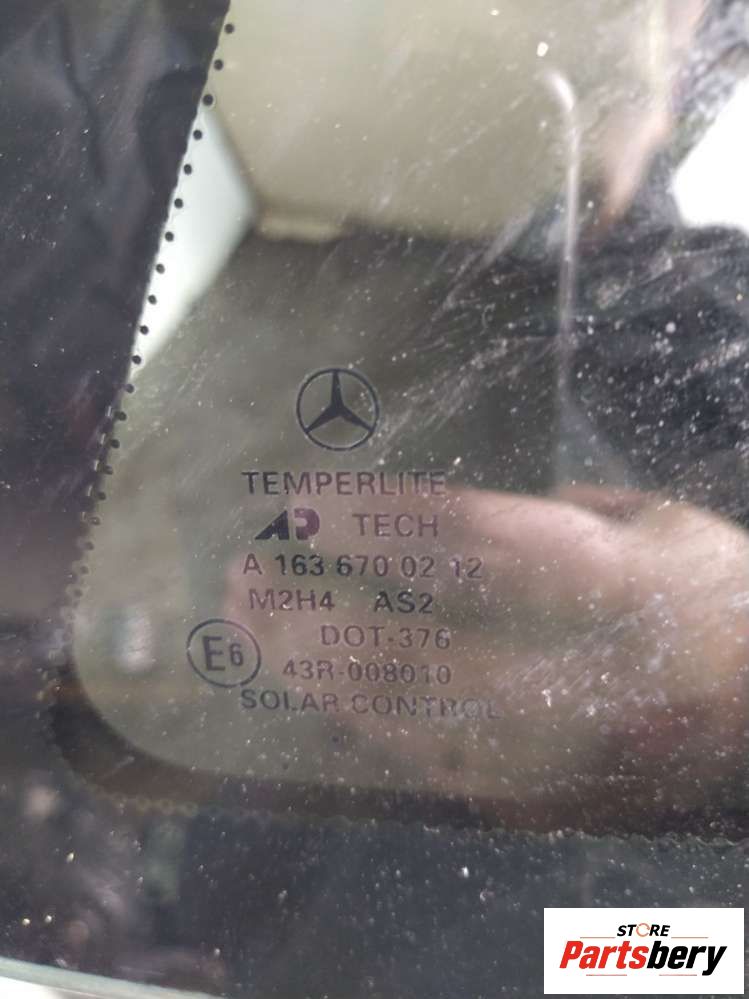 TEMPERLITE
AP TECH
A 163 670 02 12
M2H4 AS2
DOT-376
E6
43R-008010
SOLAR CONTROL
STORE
Partsbery